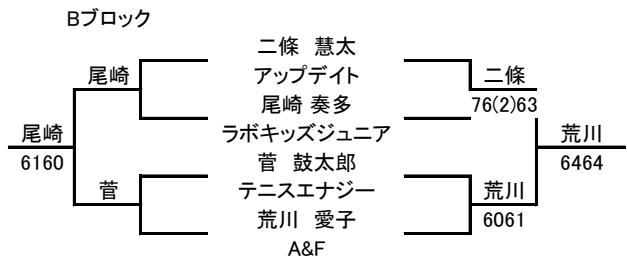 Bブロック
二條 慧太
尾崎 アップデイト 二條
尾崎 奏多 76(2)63
尾崎 ラボキッズジュニア 荒川
6160 菅 鼓太郎 6464
菅 テニスエナジー 荒川
荒川 愛子 6061
A&F